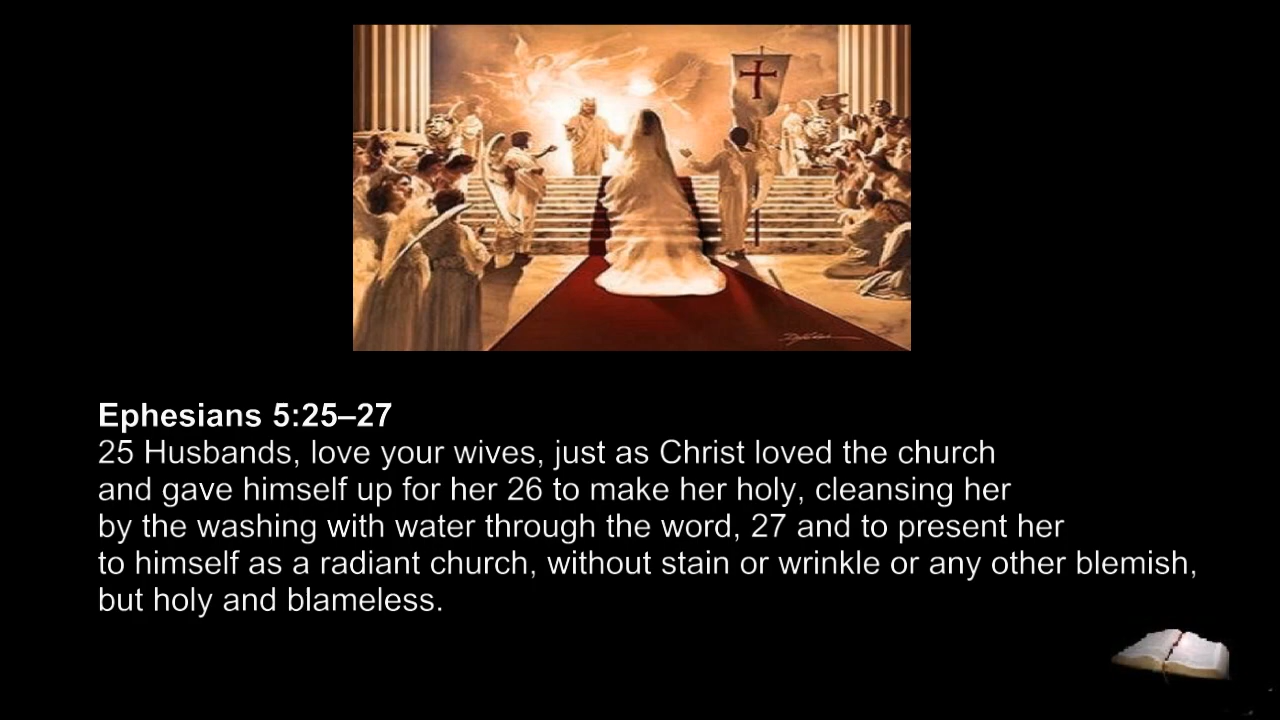 Ephesians 5:25–27
25 Husbands, love your wives, just as Christ loved the church
and gave himself up for her 26 to make her holy, cleansing her
by the washing with water through the word, 27 and to present her
to himself as a radiant church, without stain or wrinkle or any other blemish,
but holy and blameless.